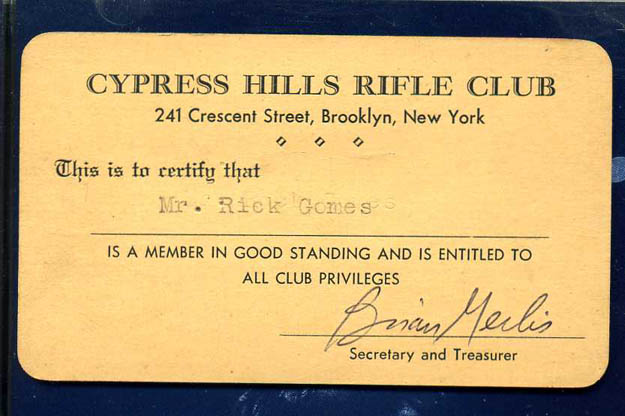 CYPRESS HILLS RIFLE CLUB
241 Crescent Street, Brooklyn, New York
This is to certify that
Mr. Rick Gomes
IS A MEMBER IN GOOD STANDING AND IS ENTITLED TO
ALL CLUB PRIVILEGES
Brian Merlis
Secretary and Treasurer